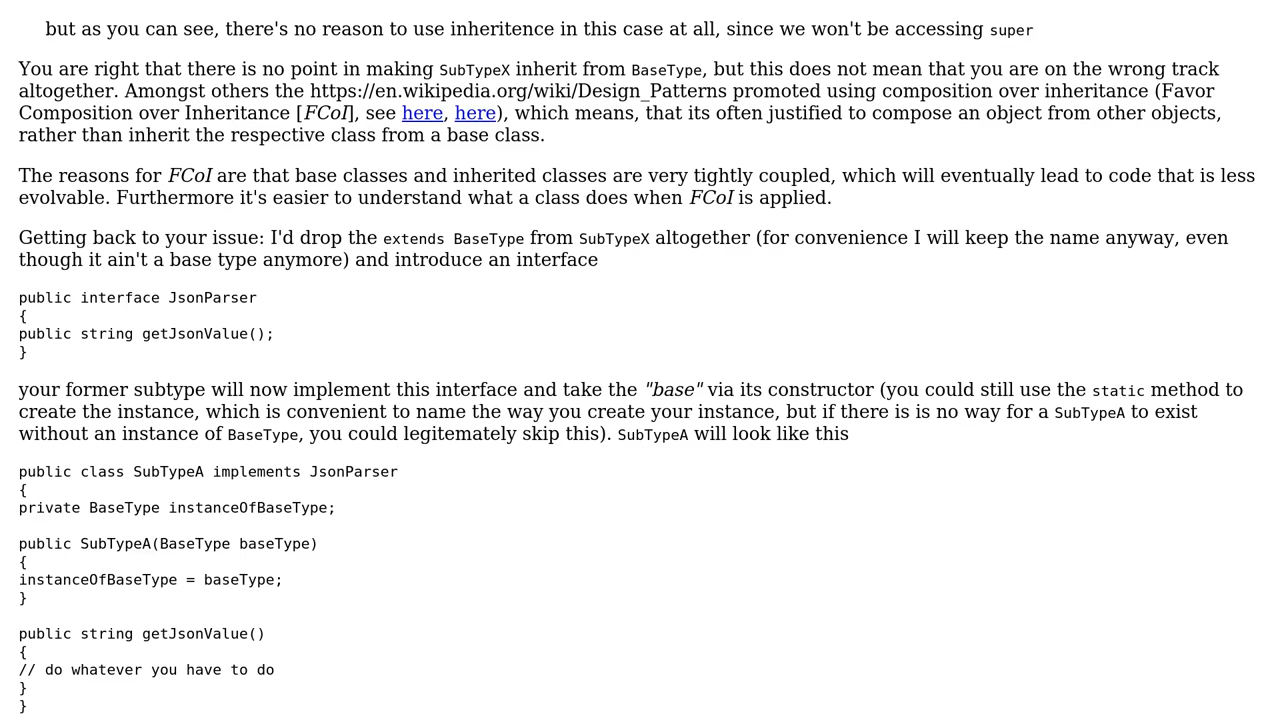 but as you can see, there's no reason to use inheritence in this case at all, since we won't be accessing super
You are right that there is no point in making SubTypeX inherit from BaseType, but this does not mean that you are on the wrong track
altogether. Amongst others the https://en.wikipedia.org/wiki/Design_Patterns promoted using composition over inheritance (Favor
Composition over Inheritance [FCoI], see here, here), which means, that its often justified to compose an object from other objects,
rather than inherit the respective class from a base class.
The reasons for FCoI are that base classes and inherited classes are very tightly coupled, which will eventually lead to code that is less
evolvable. Furthermore it's easier to understand what a class does when FCoI is applied.
Getting back to your issue: I'd drop the extends BaseType from SubTypeX altogether (for convenience I will keep the name anyway, even
though it ain't a base type anymore) and introduce an interface
public interface JsonParser
{
public string getJsonValue();
}
your former subtype will now implement this interface and take the "base" via its constructor (you could still use the static method to
create the instance, which is convenient to name the way you create your instance, but if there is is no way for a SubTypeA to exist
without an instance of BaseType, you could legitemately skip this). SubTypeA will look like this
public class SubTypeA implements JsonParser
{
private BaseType instanceOfBaseType;
public SubTypeA(BaseType baseType)
{
instanceOfBaseType = baseType;
}
public string getJsonValue()
{
// do whatever you have to do
}
}